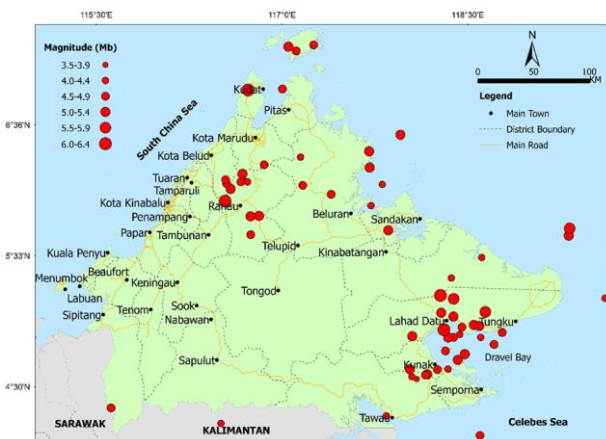 115°30'E 117°0'E 118°30'E
Magnitude (Mb)
3.5-3.9
4.0-4.4
4.5-4.9
5.0-5.4
5.5-5.9
6.0-6.4
N
0 50 100
KM
Legend
Main Town
District Boundary
Main Road
South China Sea
Kudat
Pitas
6°36'N
Kota Marudu
Kota Belud
Tuaran
Tamparuli
Kota Kinabalu
Ranau
Penampang
Beluran
Sandakan
Papar
Tambunan
Telupid
Kinabatangan
5°33'N
Kuala Penyu
Beaufort
Menumbok
Keningau
Labuan
Tongod
Sipitang
Tenom
Sook
Nabawan
Lahad Datu
Tungku
Dravel Bay
Sapulut
Kunak
4°30'N
Semporna
Tawau
SARAWAK
KALIMANTAN
Celebes Sea